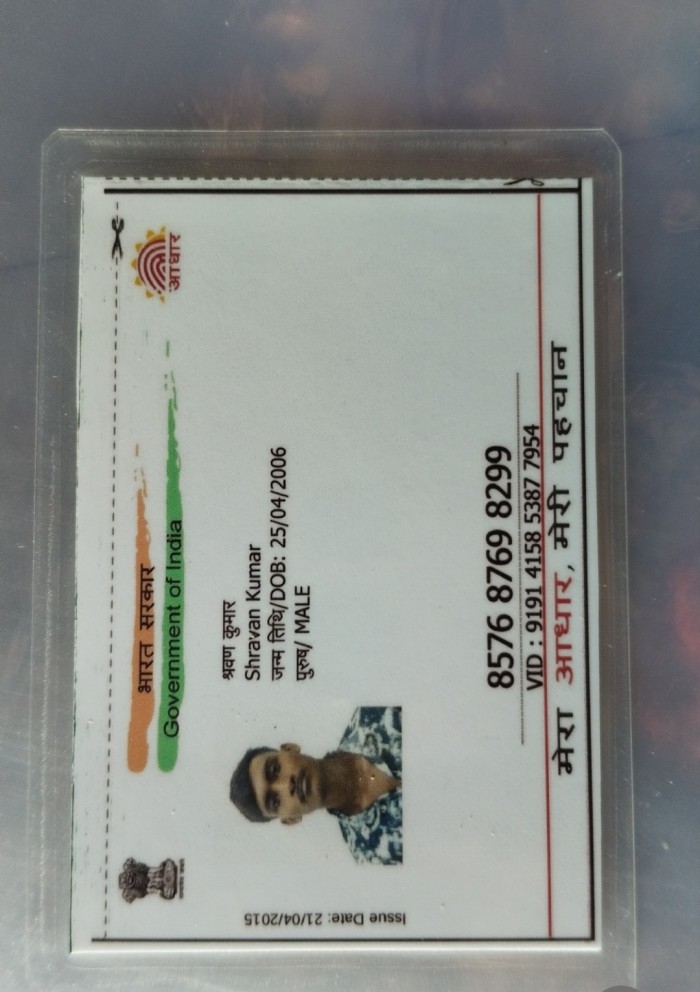 भारत सरकार
Government of India
आधार
श्रवण कुमार
Shravan Kumar
जन्म तिथि/DOB: 25/04/2006
पुरुष/ MALE
Issue Date: 21/04/2015
8576 8769 8299
VID : 9191 4158 5387 7954
मेरा आधार, मेरी पहचान